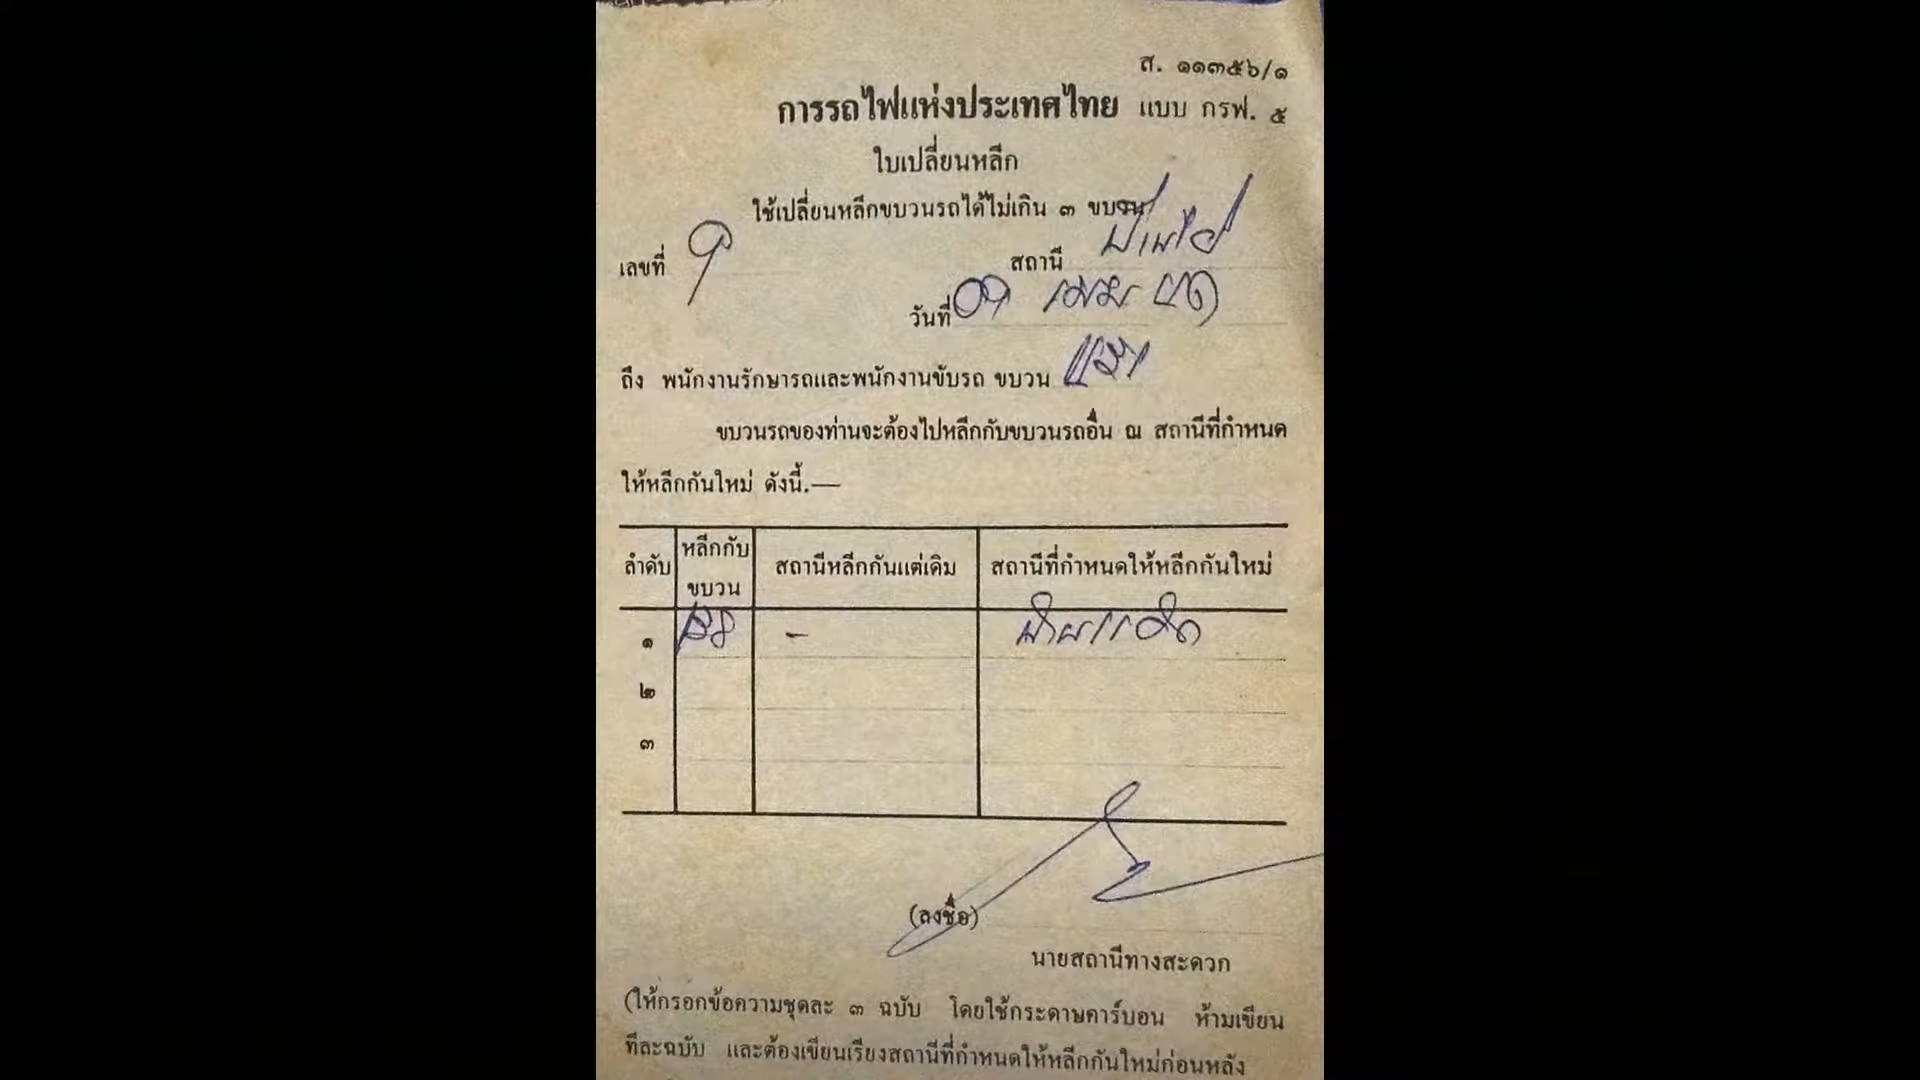 ส. ๑๑๓๕๖/๑
การรถไฟแห่งประเทศไทย แบบ กรฟ. ๕
ใบเปลี่ยนหลีก
ใช้เปลี่ยนหลีกขบวนรถได้ไม่เกิน ๓ ขบวน
เลขที่ สถานี
วันที่
ถึง พนักงานรักษารถและพนักงานขับรถ ขบวน
ขบวนรถของท่านจะต้องไปหลีกกับขบวนรถอื่น ณ สถานีที่กำหนด
ให้หลีกกันใหม่ ดังนี้.—
ลำดับ หลีกกับขบวน สถานีหลีกกันแต่เดิม สถานีที่กำหนดให้หลีกกันใหม่
๑ -
๒
๓
(ลงชื่อ)
นายสถานีทางสะดวก
(ให้กรอกข้อความชุดละ ๓ ฉบับ โดยใช้กระดาษคาร์บอน ห้ามเขียน
ทีละฉบับ และต้องเขียนเรียงสถานีที่กำหนดให้หลีกกันใหม่ก่อนหลัง